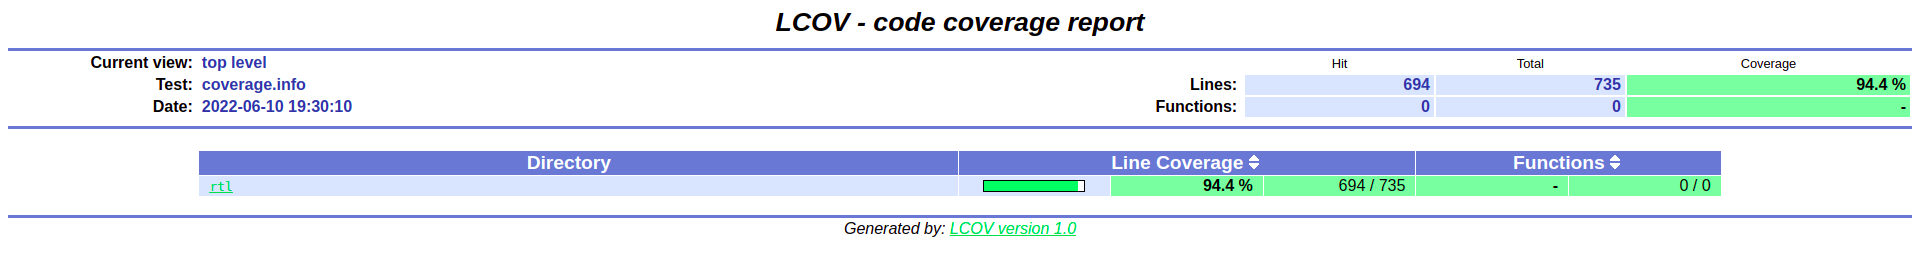 LCOV - code coverage report
Current view: top level
Hit Total Coverage
Test: coverage.info Lines: 694 735 94.4 %
Date: 2022-06-10 19:30:10 Functions: 0 0 -
Directory Line Coverage Functions
rtl 94.4 % 694 / 735 - 0 / 0
Generated by: LCOV version 1.0